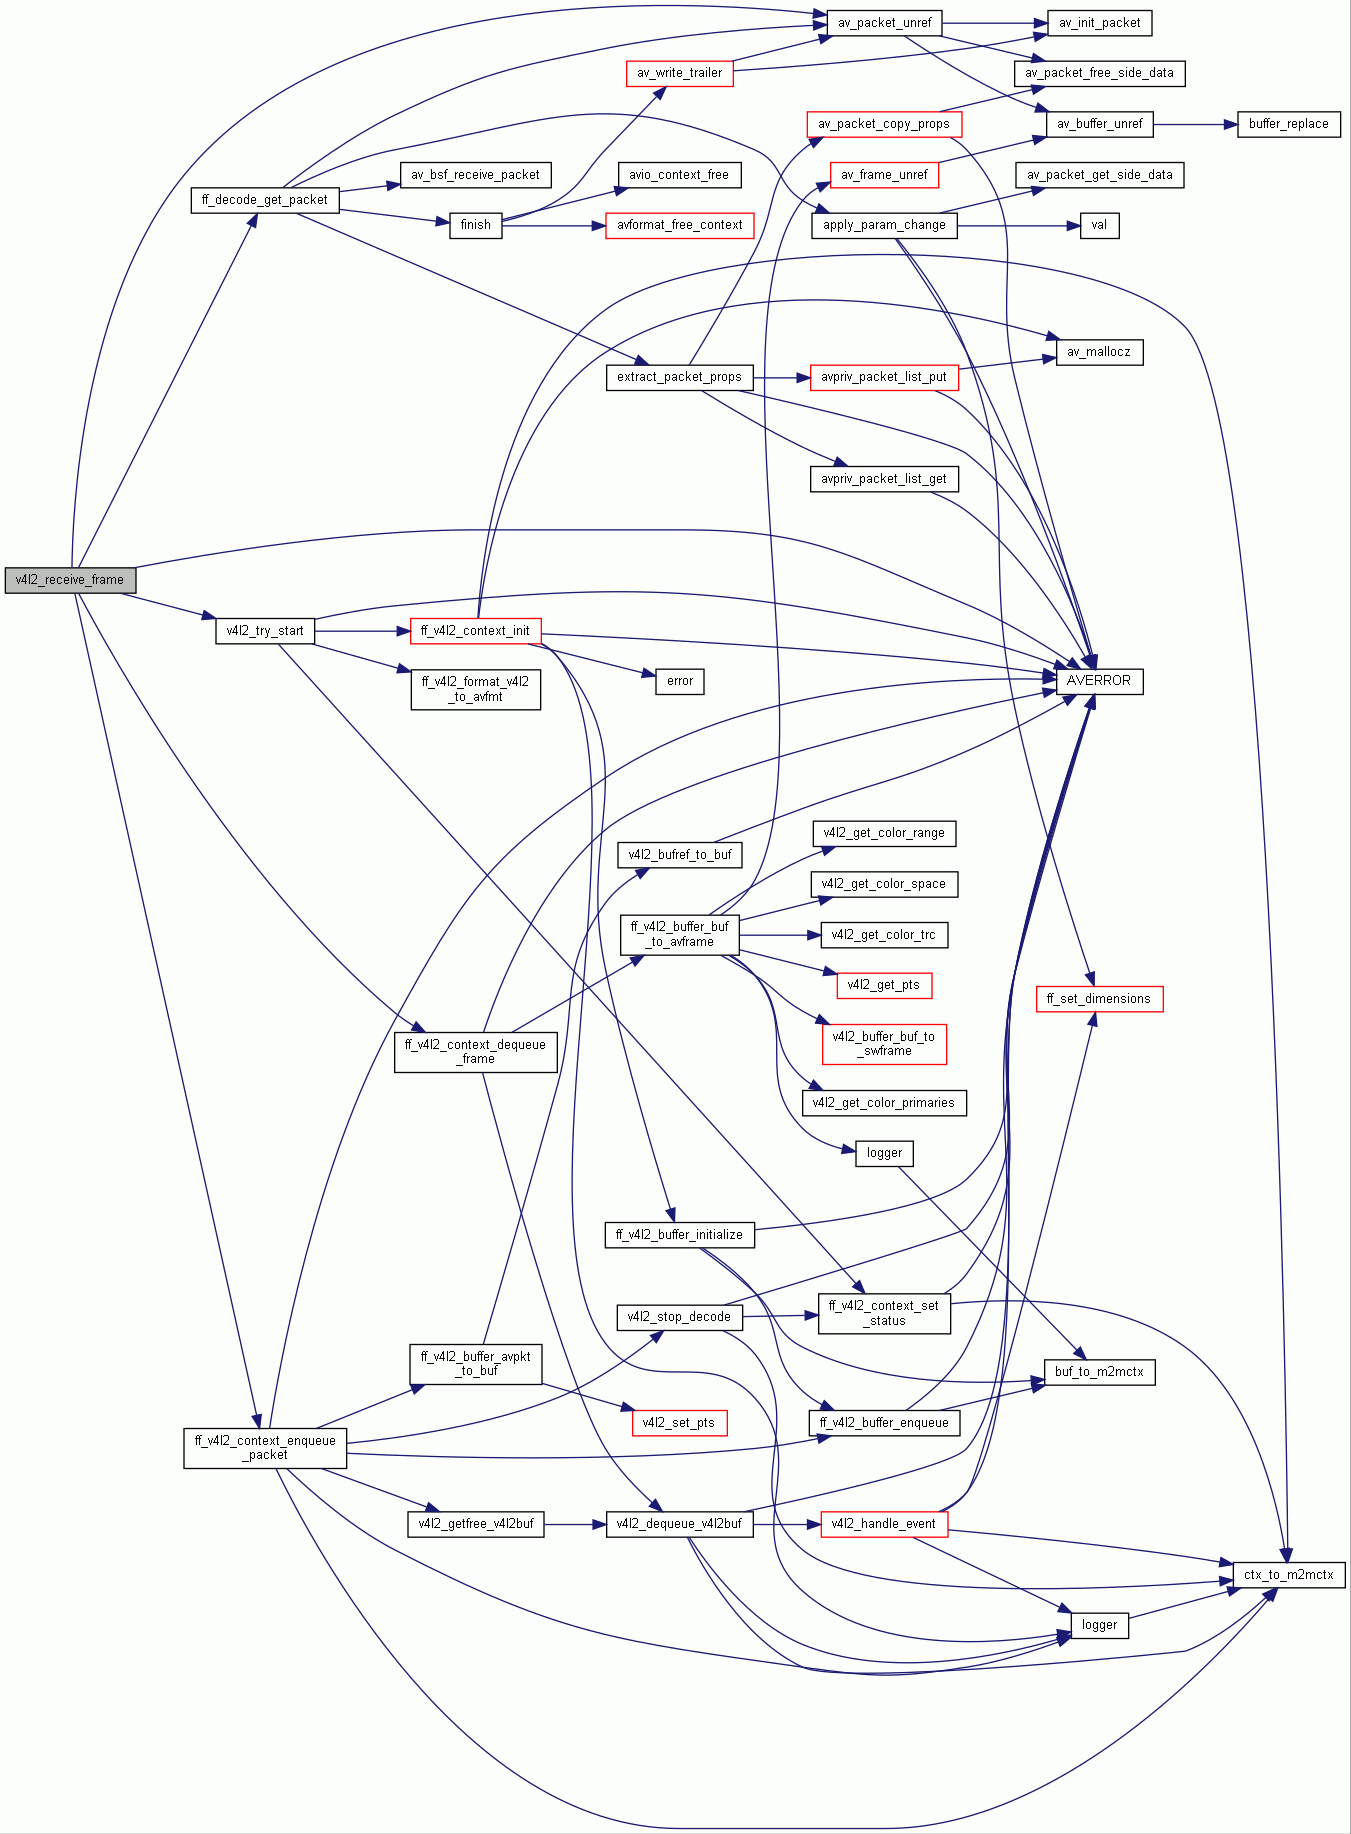 av_packet_unref
av_init_packet
av_write_trailer
av_packet_free_side_data
av_packet_copy_props
av_buffer_unref
buffer_replace
ff_decode_get_packet
av_bsf_receive_packet
avio_context_free
av_frame_unref
av_packet_get_side_data
finish
avformat_free_context
apply_param_change
val
av_mallocz
extract_packet_props
avpriv_packet_list_put
avpriv_packet_list_get
v4l2_receive_frame
v4l2_try_start
ff_v4l2_context_init
ff_v4l2_format_v4l2
_to_avfmt
error
AVERROR
v4l2_get_color_range
v4l2_bufref_to_buf
v4l2_get_color_space
ff_v4l2_buffer_buf
_to_avframe
v4l2_get_color_trc
v4l2_get_pts
ff_set_dimensions
v4l2_buffer_buf_to
_swframe
ff_v4l2_context_dequeue
_frame
v4l2_get_color_primaries
logger
ff_v4l2_buffer_initialize
v4l2_stop_decode
ff_v4l2_context_set
_status
ff_v4l2_buffer_avpkt
_to_buf
buf_to_m2mctx
v4l2_set_pts
ff_v4l2_buffer_enqueue
ff_v4l2_context_enqueue
_packet
v4l2_getfree_v4l2buf
v4l2_dequeue_v4l2buf
v4l2_handle_event
ctx_to_m2mctx
logger